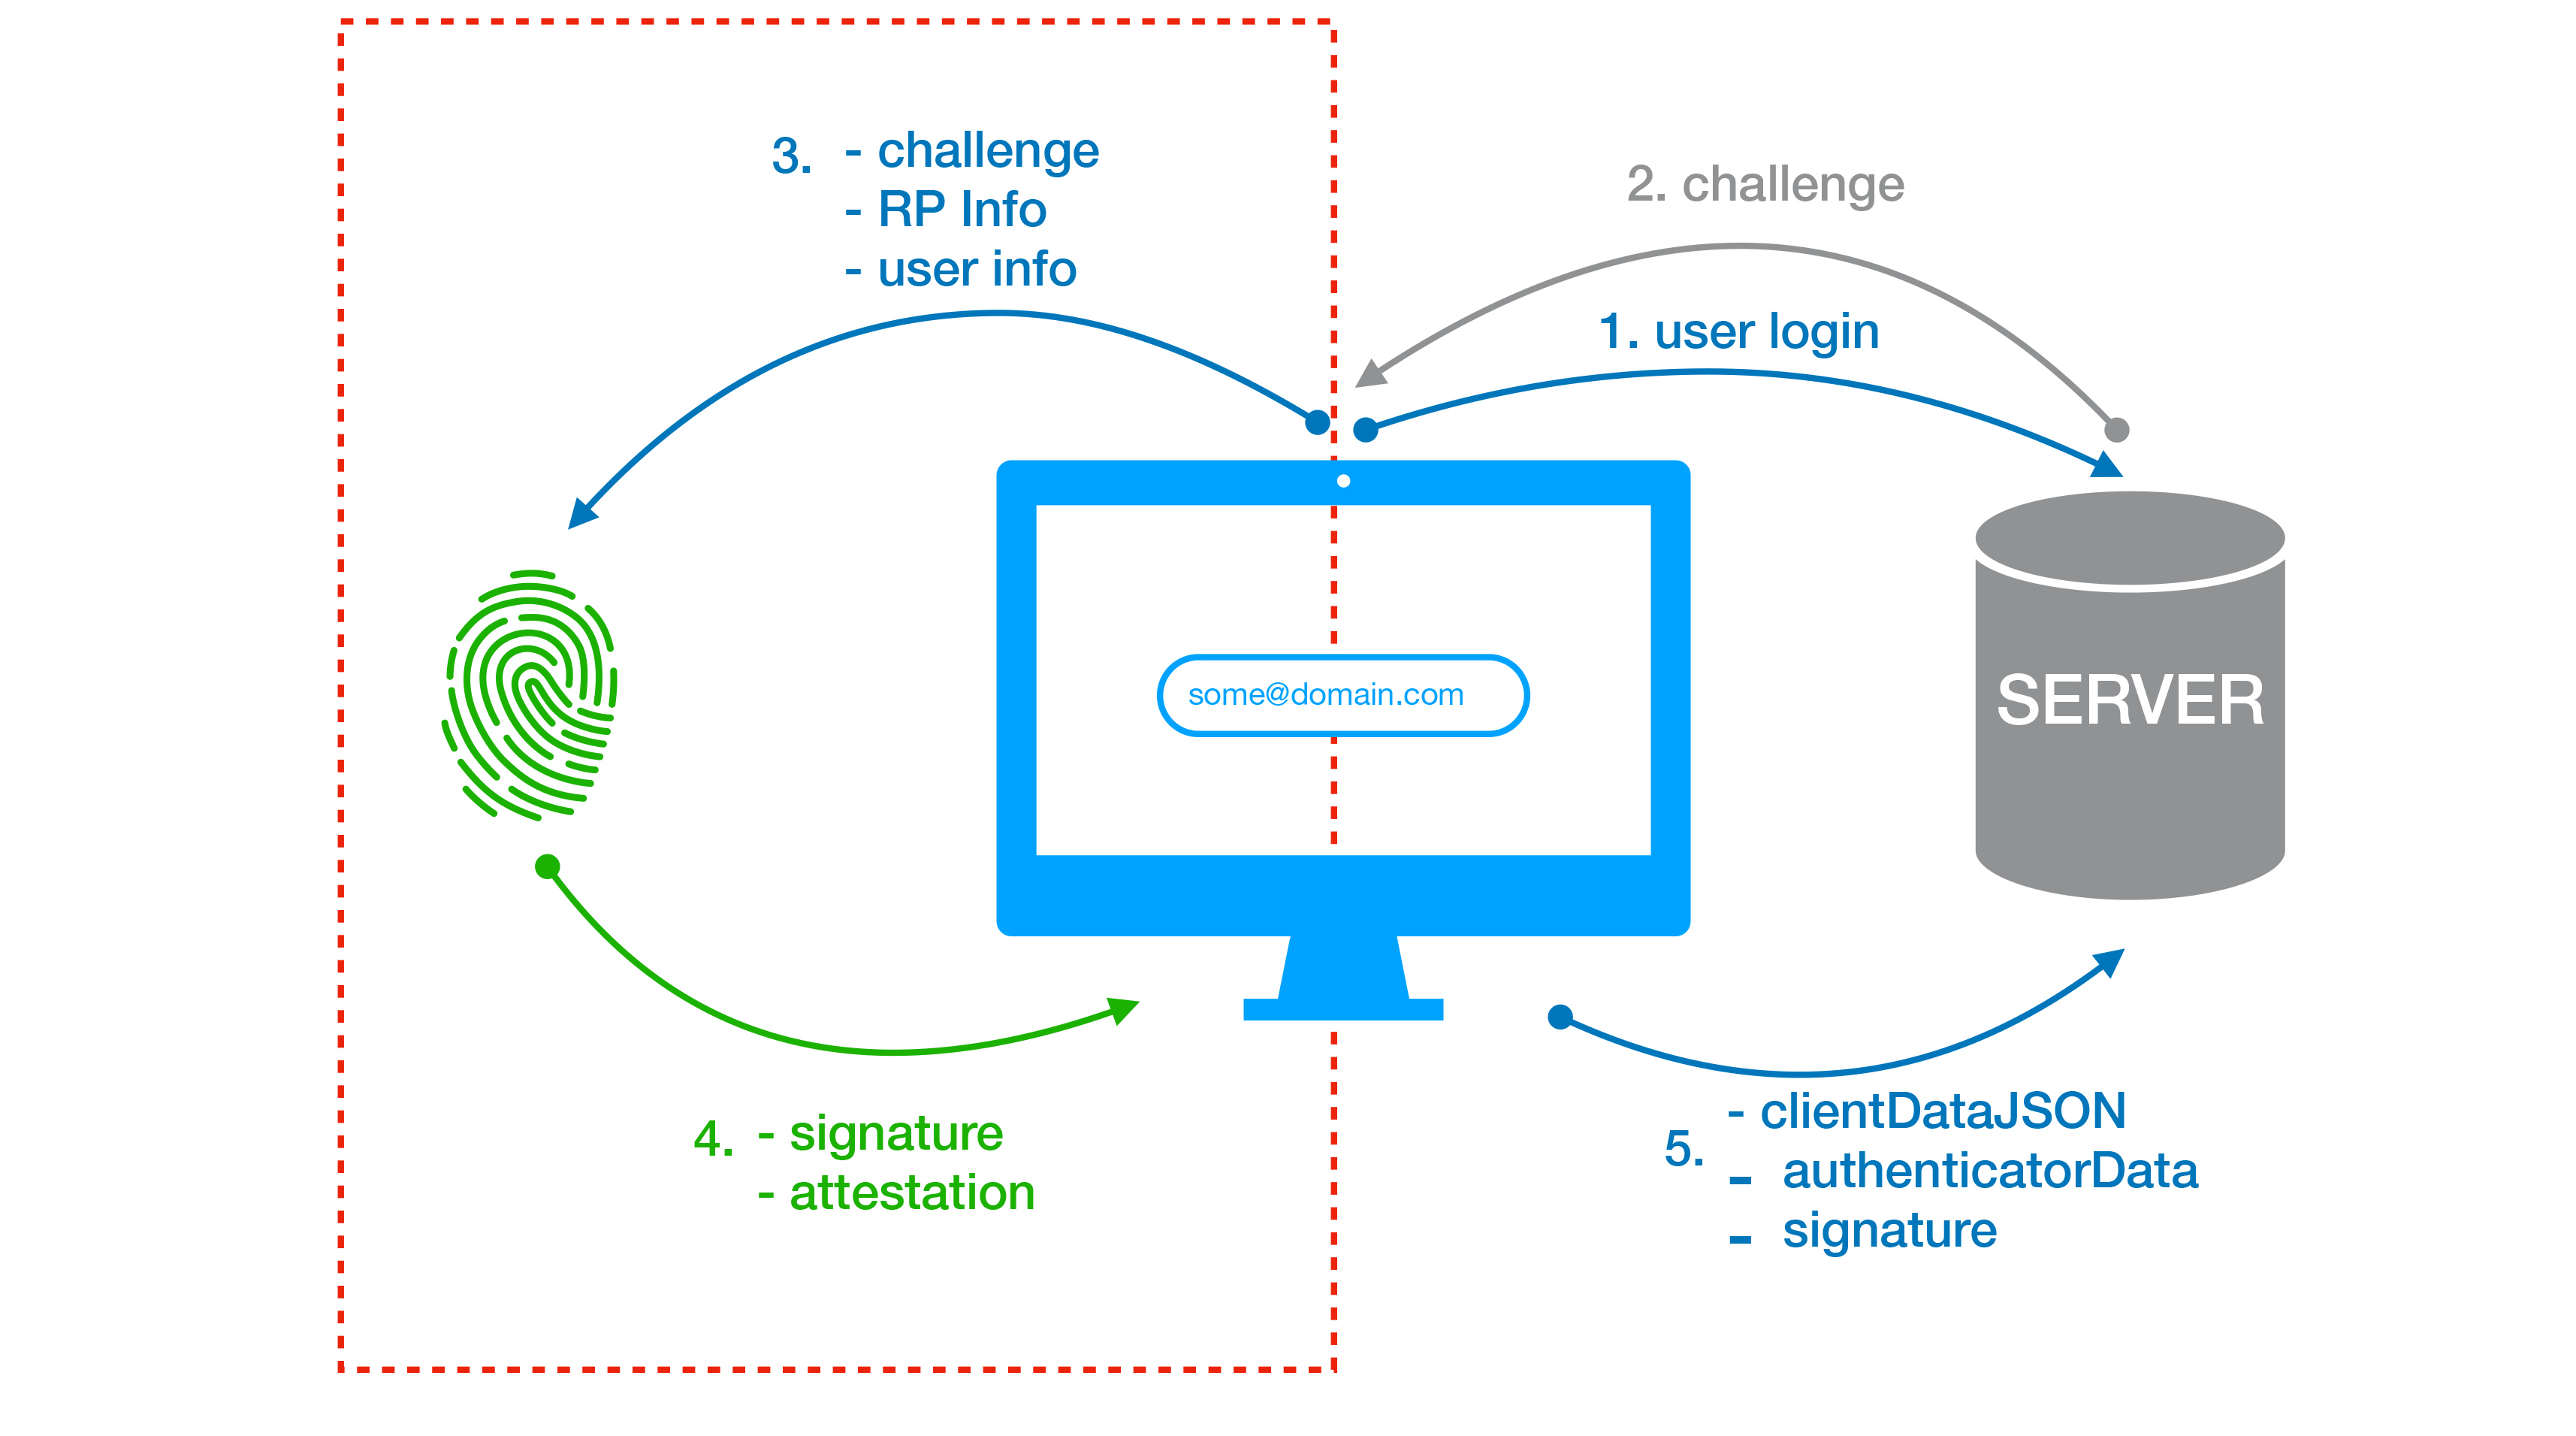 3. - challenge
- RP Info
- user info
2. challenge
1. user login
some@domain.com
SERVER
4. - signature
- attestation
5. - clientDataJSON
- authenticatorData
- signature